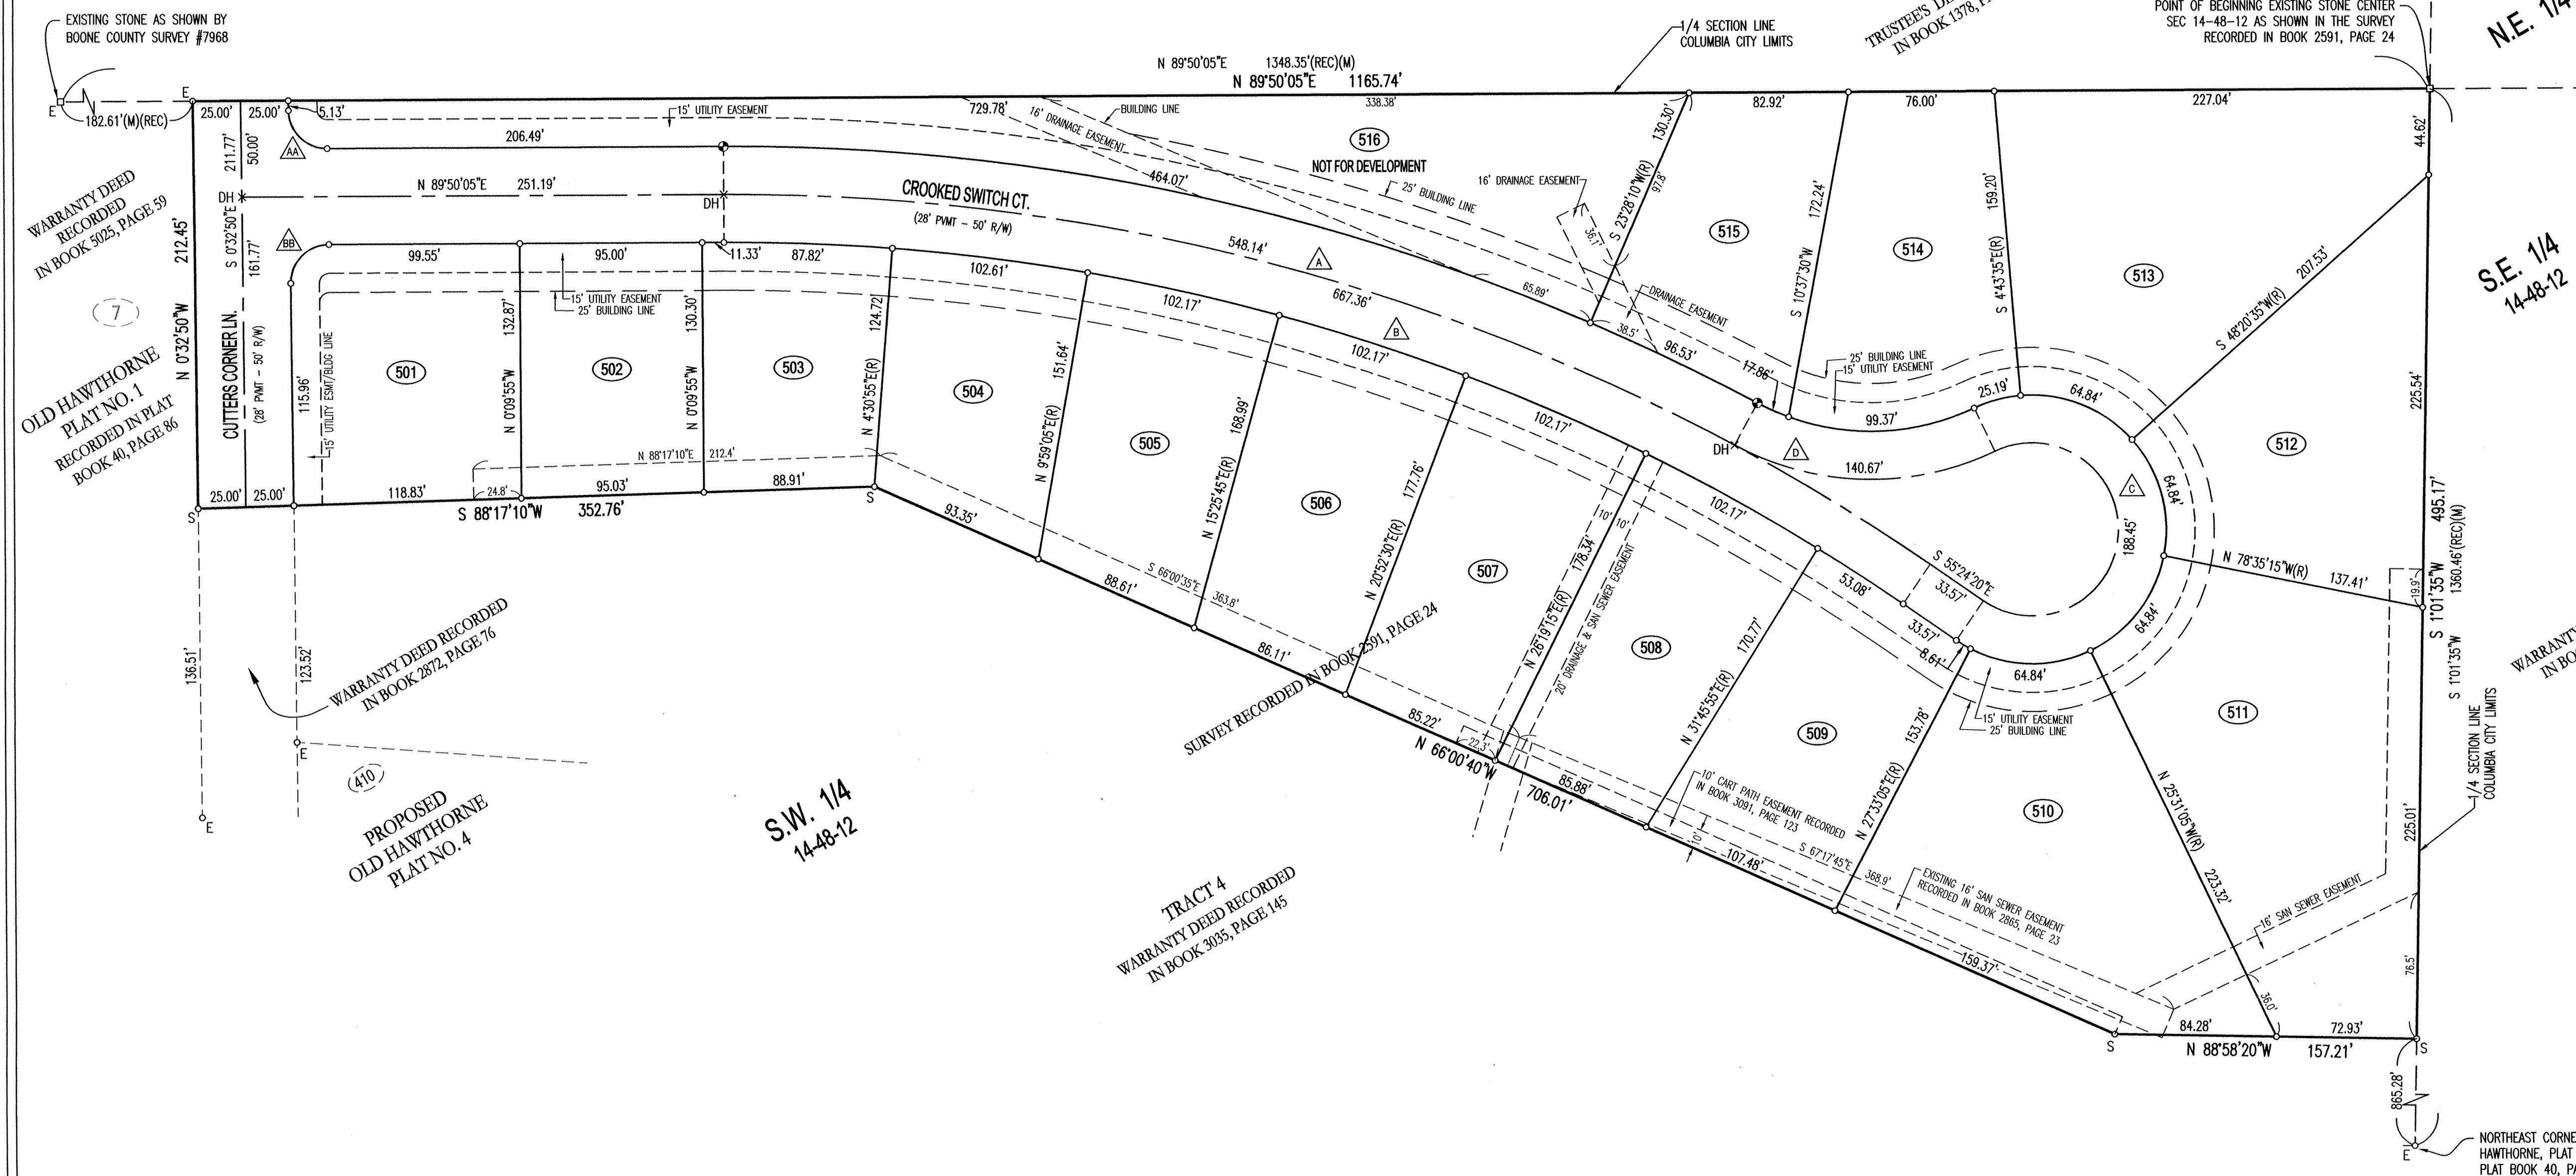 EXISTING STONE AS SHOWN BY
BOONE COUNTY SURVEY #7968
1/4 SECTION LINE
COLUMBIA CITY LIMITS
TRUSTEE'S
IN BOOK 1378,
POINT OF BEGINNING EXISTING STONE CENTER
SEC 14-48-12 AS SHOWN IN THE SURVEY
RECORDED IN BOOK 2591, PAGE 24
N.E. 1/4
N 89°50'05"E 1348.35'(REC)(M)
N 89°50'05"E 1165.74'
E
E
182.61'(M)(REC)
25.00'
25.00'
5.13'
15' UTILITY EASEMENT
729.78'
BUILDING LINE
338.38'
82.92'
76.00'
227.04'
44.62'
211.77'
50.00'
AA
206.49'
16' DRAINAGE EASEMENT
516
NOT FOR DEVELOPMENT
130.30'
S 23°28'10"W(R)
97.8'
WARRANTY DEED
RECORDED
IN BOOK 5025, PAGE 59
DH
N 89°50'05"E 251.19'
DH
464.07'
CROOKED SWITCH CT.
(28' PVMT - 50' R/W)
25' BUILDING LINE
16' DRAINAGE EASEMENT
36.1'
515
172.24'
S 10°37'30"W
514
159.20'
S 4°43'35"E(R)
513
207.53'
S 48°20'35"W(R)
S.E. 1/4
14-48-12
N 0°32'50"W 212.45'
S 0°32'50"E
161.77'
BB
99.55'
95.00'
11.33'
87.82'
102.61'
548.14'
A
667.36'
B
65.89'
38.5'
DRAINAGE EASEMENT
96.53'
17.86'
25' BUILDING LINE
15' UTILITY EASEMENT
99.37'
25.19'
64.84'
7
OLD HAWTHORNE
PLAT NO. 1
RECORDED IN PLAT
BOOK 40, PAGE 86
CUTTERS CORNER LN.
(28' PVMT - 50' R/W)
115.96'
15' UTILITY ESMT/BLDG LINE
501
N 0°09'55"W 132.87'
15' UTILITY EASEMENT
25' BUILDING LINE
502
N 0°09'55"W 130.30'
503
N 4°30'55"E(R) 124.72'
504
N 9°59'05"E(R) 151.64'
102.17'
505
N 15°25'45"E(R) 168.99'
102.17'
506
N 20°52'30"E(R) 177.76'
102.17'
507
N 26°19'15"E(R) 178.34'
10' 10'
20' DRAINAGE & SAN SEWER EASEMENT
102.17'
DH
D
140.67'
C
64.84'
188.45'
512
225.54'
S 1°01'35"W 495.17'
1360.46'(REC)(M)
S 1°01'35"W
N 78°35'15"W(R) 137.41'
19.9'
S 55°24'20"E
33.57'
53.08'
33.57'
8.61'
64.84'
64.84'
15' UTILITY EASEMENT
25' BUILDING LINE
N 88°17'10"E 212.4'
25.00'
25.00'
118.83'
24.8'
95.03'
88.91'
S 88°17'10"W 352.76'
S
S
93.35'
88.61'
S 66°00'35"E 363.8'
86.11'
85.22'
22.3'
N 66°00'40"W 706.01'
85.88'
508
N 31°45'55"E(R) 170.77'
509
N 27°33'05"E(R) 153.78'
510
N 25°31'05"W(R) 223.32'
511
225.01'
1/4 SECTION LINE
COLUMBIA CITY LIMITS
136.51'
123.52'
WARRANTY DEED RECORDED
IN BOOK 2872, PAGE 76
E
E
410
PROPOSED
OLD HAWTHORNE
PLAT NO. 4
SURVEY RECORDED IN BOOK 2591, PAGE 24
S.W. 1/4
14-48-12
TRACT 4
WARRANTY DEED RECORDED
IN BOOK 3035, PAGE 145
10' CART PATH EASEMENT RECORDED
IN BOOK 3091, PAGE 123
10'
107.48'
S 67°17'45"E 368.9'
EXISTING 16' SAN SEWER EASEMENT
RECORDED IN BOOK 2865, PAGE 23
159.37'
16' SAN SEWER EASEMENT
36.0'
76.5'
84.28'
72.93'
S
S
N 88°58'20"W 157.21'
865.28'
E
WARRANTY
IN
NORTHEAST
HAWTHORNE, PLAT
PLAT BOOK 40,